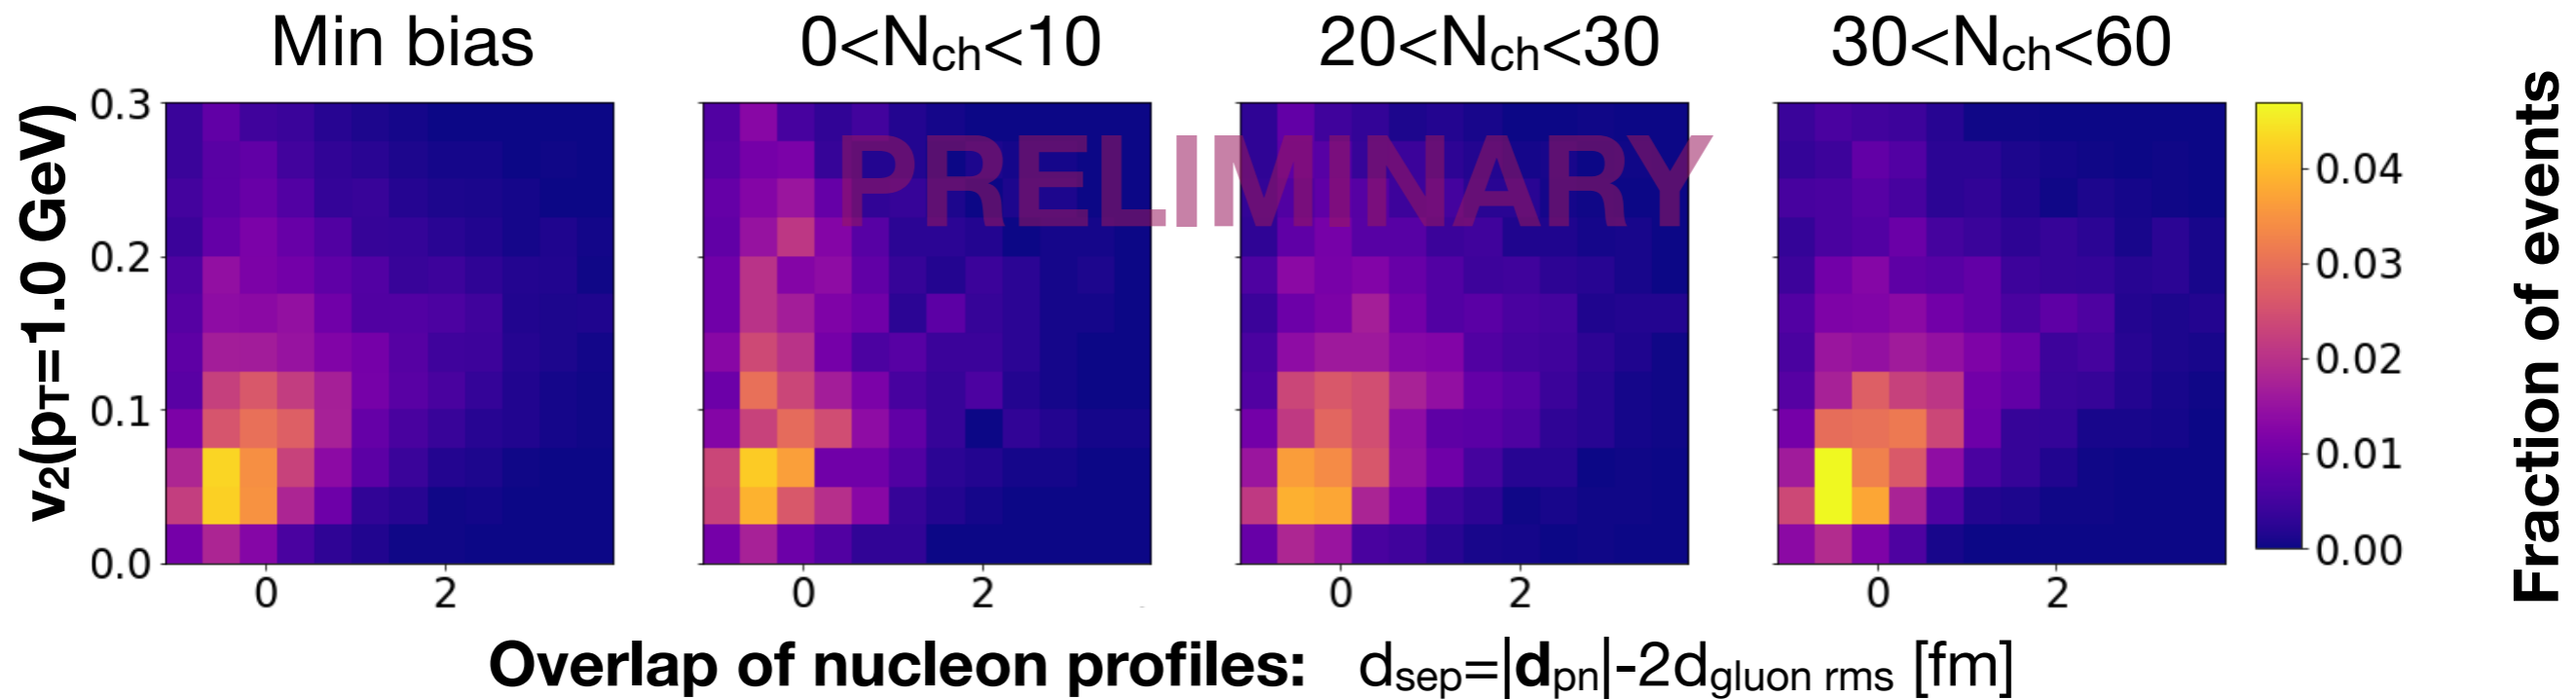 Min bias
0<Nch<10
20<Nch<30
30<Nch<60
v2(pT=1.0 GeV)
0.3
0.2
0.1
0.0
0
2
0
2
0
2
0
2
PRELIMINARY
0.04
0.03
0.02
0.01
0.00
Fraction of events
Overlap of nucleon profiles: dsep=|dpn|-2dgluon rms [fm]